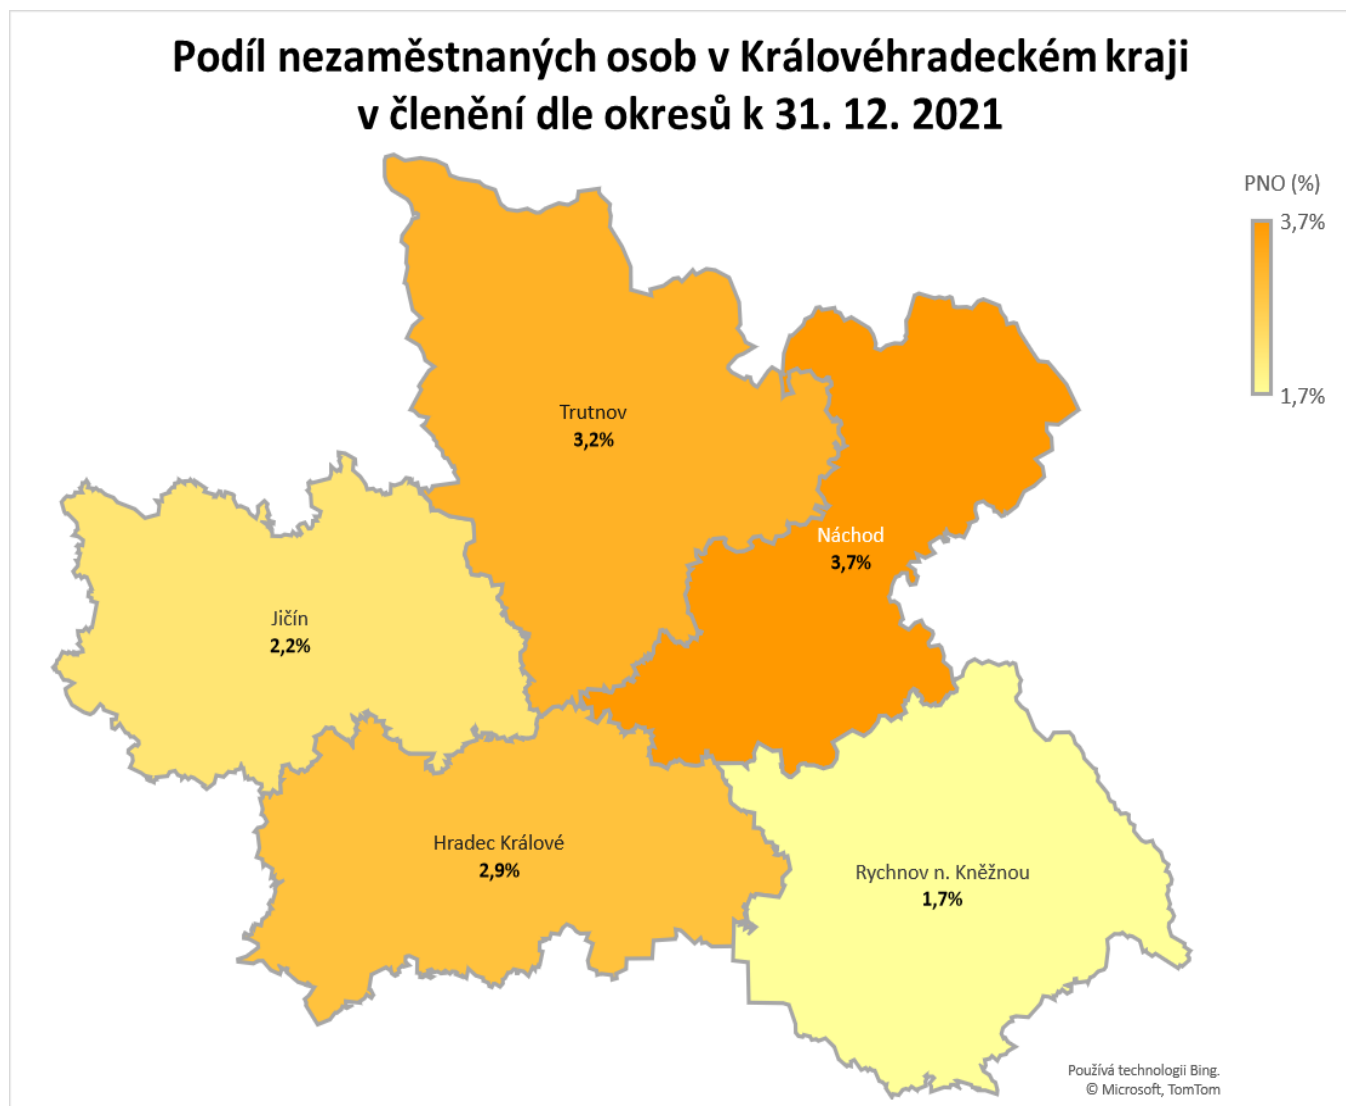 Podíl nezaměstnaných osob v Královéhradeckém kraji
v členění dle okresů k 31. 12. 2021
PNO (%)
3,7%
1,7%
Trutnov
3,2%
Náchod
3,7%
Jičín
2,2%
Hradec Králové
2,9%
Rychnov n. Kněžnou
1,7%
Používá technologii Bing.
© Microsoft, TomTom